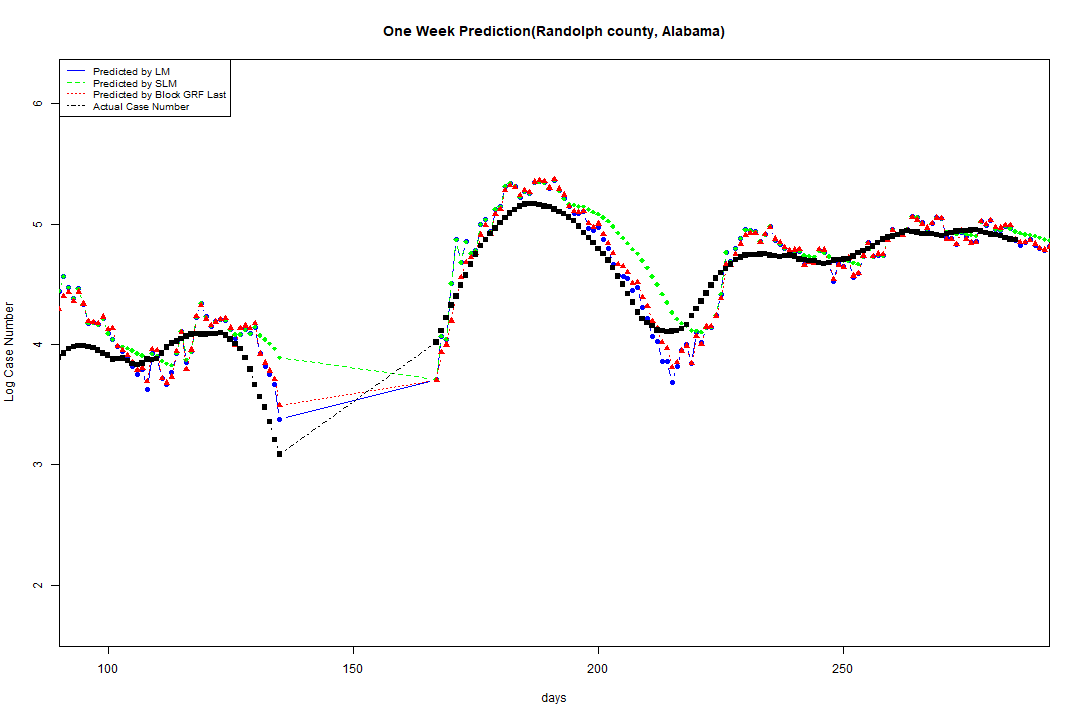 One Week Prediction(Randolph county, Alabama)
Predicted by LM
Predicted by SLM
Predicted by Block GRF Last
Actual Case Number
6
5
4
3
2
Log Case Number
100 150 200 250
days